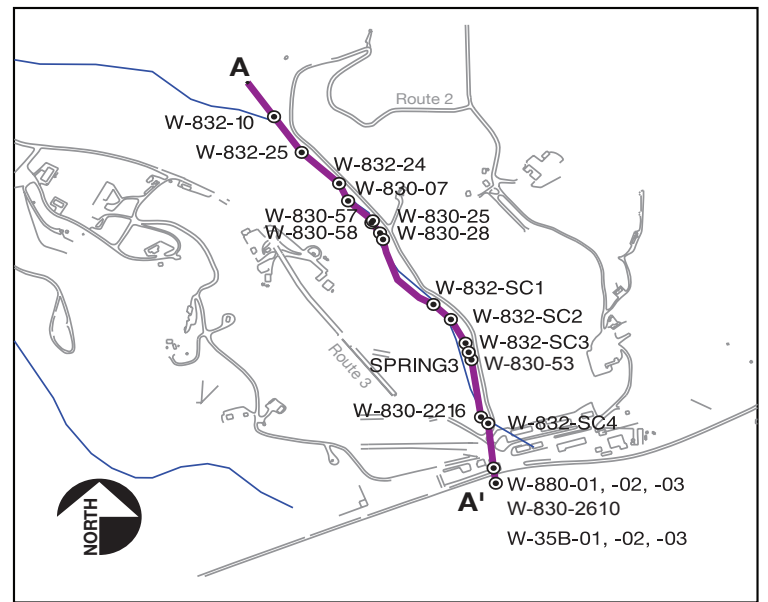 A
Route 2
W-832-10
W-832-25
W-832-24
W-830-07
W-830-57
W-830-25
W-830-58
W-830-28
W-832-SC1
W-832-SC2
W-832-SC3
Route 3
SPRING3
W-830-53
W-830-2216
W-832-SC4
NORTH
A'
W-880-01, -02, -03
W-830-2610
W-35B-01, -02, -03